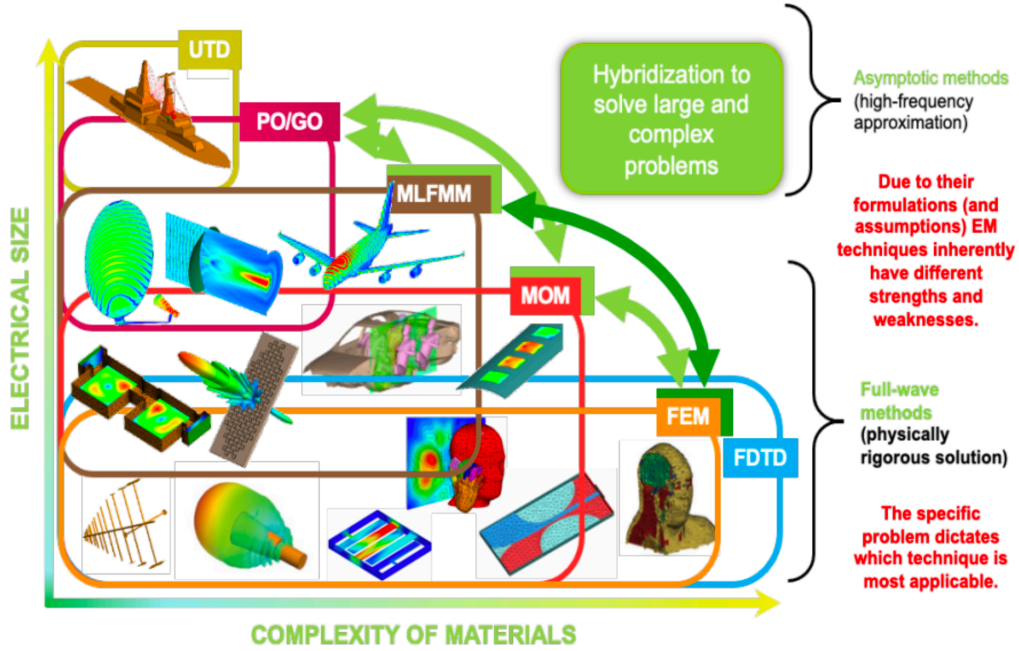 UTD
PO/GO
MLFMM
MOM
FEM
FDTD
Hybridization to
solve large and
complex
problems
Asymptotic methods
(high-frequency
approximation)
Due to their
formulations (and
assumptions) EM
techniques inherently
have different
strengths and
weaknesses.
Full-wave
methods
(physically
rigorous solution)
The specific
problem dictates
which technique is
most applicable.
ELECTRICAL SIZE
COMPLEXITY OF MATERIALS